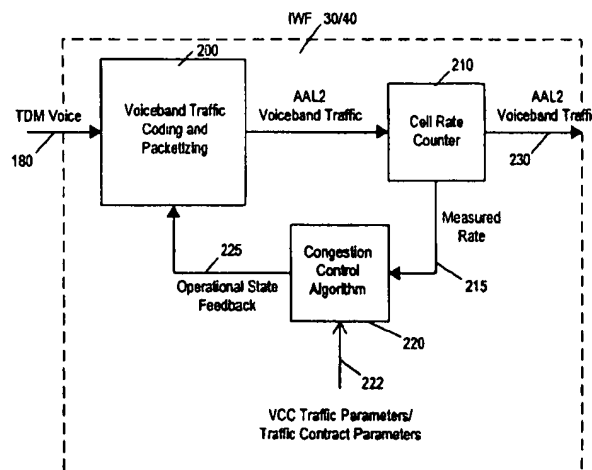 IWF 30/40
200
210
TDM Voice
180
Voiceband Traffic
Coding and
Packetizing
AAL2
Voiceband Traffic
Cell Rate
Counter
AAL2
Voiceband Traffic
230
Measured
Rate
215
225
Operational State
Feedback
Congestion
Control
Algorithm
220
222
VCC Traffic Parameters/
Traffic Contract Parameters